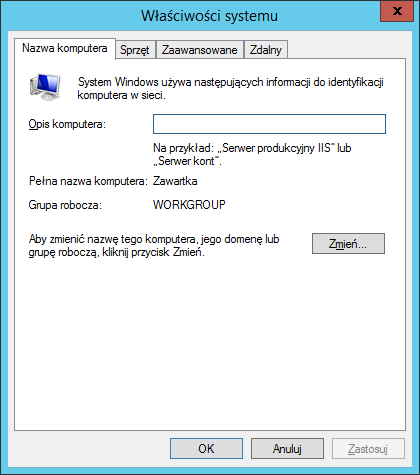 Właściwości systemu
Nazwa komputera Sprzęt Zaawansowane Zdalny
System Windows używa następujących informacji do identyfikacji
komputera w sieci.
Opis komputera:
Na przykład: „Serwer produkcyjny IIS” lub
„Serwer kont”.
Pełna nazwa komputera: Zawartka
Grupa robocza: WORKGROUP
Aby zmienić nazwę tego komputera, jego domenę lub
grupę roboczą, kliknij przycisk Zmień.
Zmień...
OK Anuluj Zastosuj